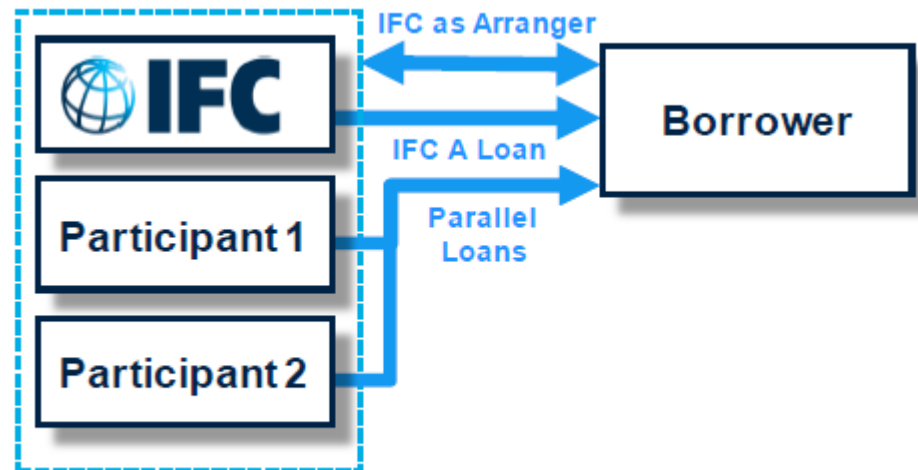 IFC as Arranger
IFC
Borrower
IFC A Loan
Participant 1
Parallel
Loans
Participant 2